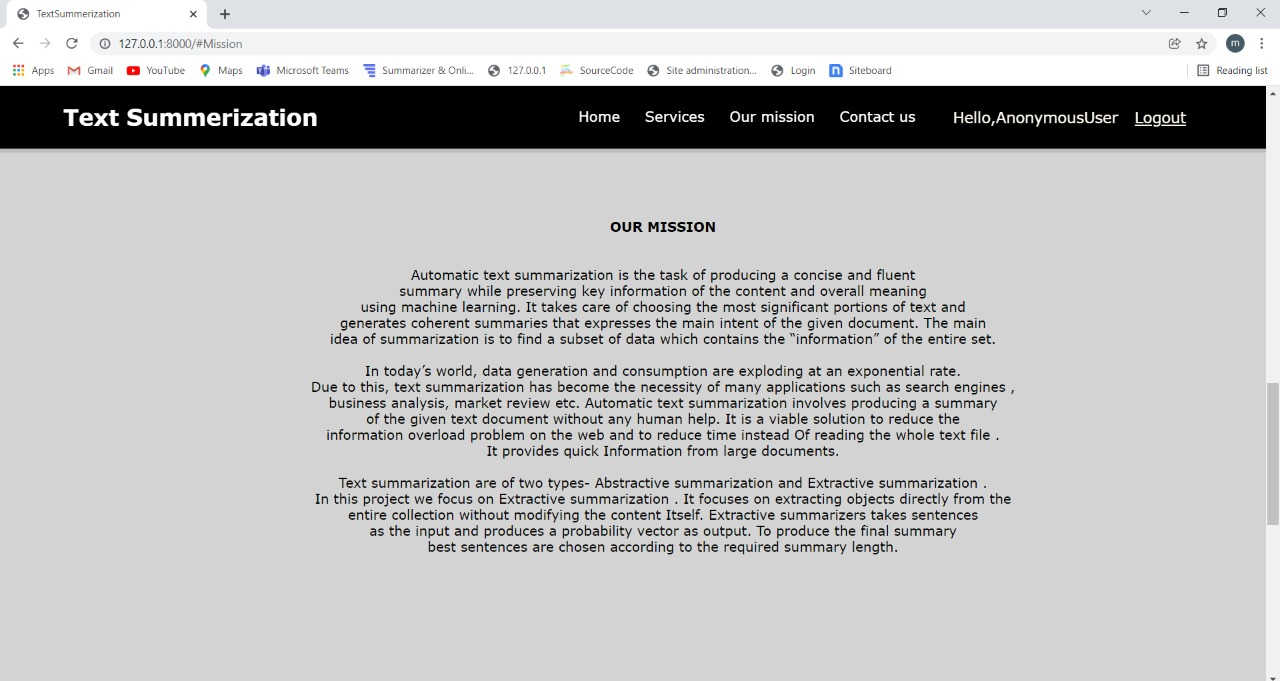 TextSummerization
127.0.0.1:8000/#Mission
m
Apps Gmail YouTube Maps Microsoft Teams Summarizer & Onli... 127.0.0.1 SourceCode Site administration... Login Siteboard Reading list
Text Summerization Home Services Our mission Contact us Hello,AnonymousUser Logout
OUR MISSION
Automatic text summarization is the task of producing a concise and fluent
summary while preserving key information of the content and overall meaning
using machine learning. It takes care of choosing the most significant portions of text and
generates coherent summaries that expresses the main intent of the given document. The main
idea of summarization is to find a subset of data which contains the “information” of the entire set.
In today’s world, data generation and consumption are exploding at an exponential rate.
Due to this, text summarization has become the necessity of many applications such as search engines ,
business analysis, market review etc. Automatic text summarization involves producing a summary
of the given text document without any human help. It is a viable solution to reduce the
information overload problem on the web and to reduce time instead Of reading the whole text file .
It provides quick Information from large documents.
Text summarization are of two types- Abstractive summarization and Extractive summarization .
In this project we focus on Extractive summarization . It focuses on extracting objects directly from the
entire collection without modifying the content Itself. Extractive summarizers takes sentences
as the input and produces a probability vector as output. To produce the final summary
best sentences are chosen according to the required summary length.